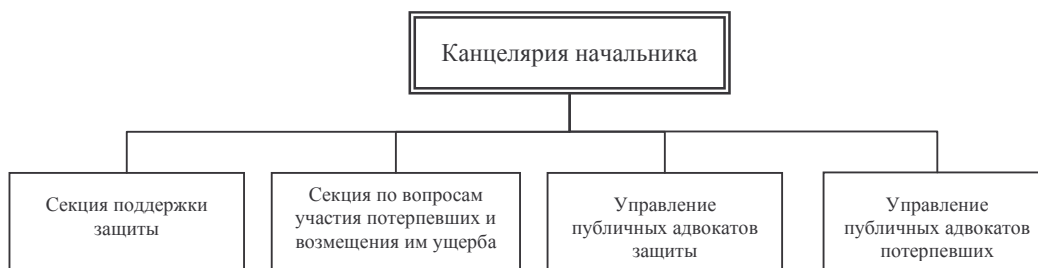 Канцелярия начальника
Секция поддержки
защиты
Секция по вопросам
участия потерпевших и
возмещения им ущерба
Управление
публичных адвокатов
защиты
Управление
публичных адвокатов
потерпевших